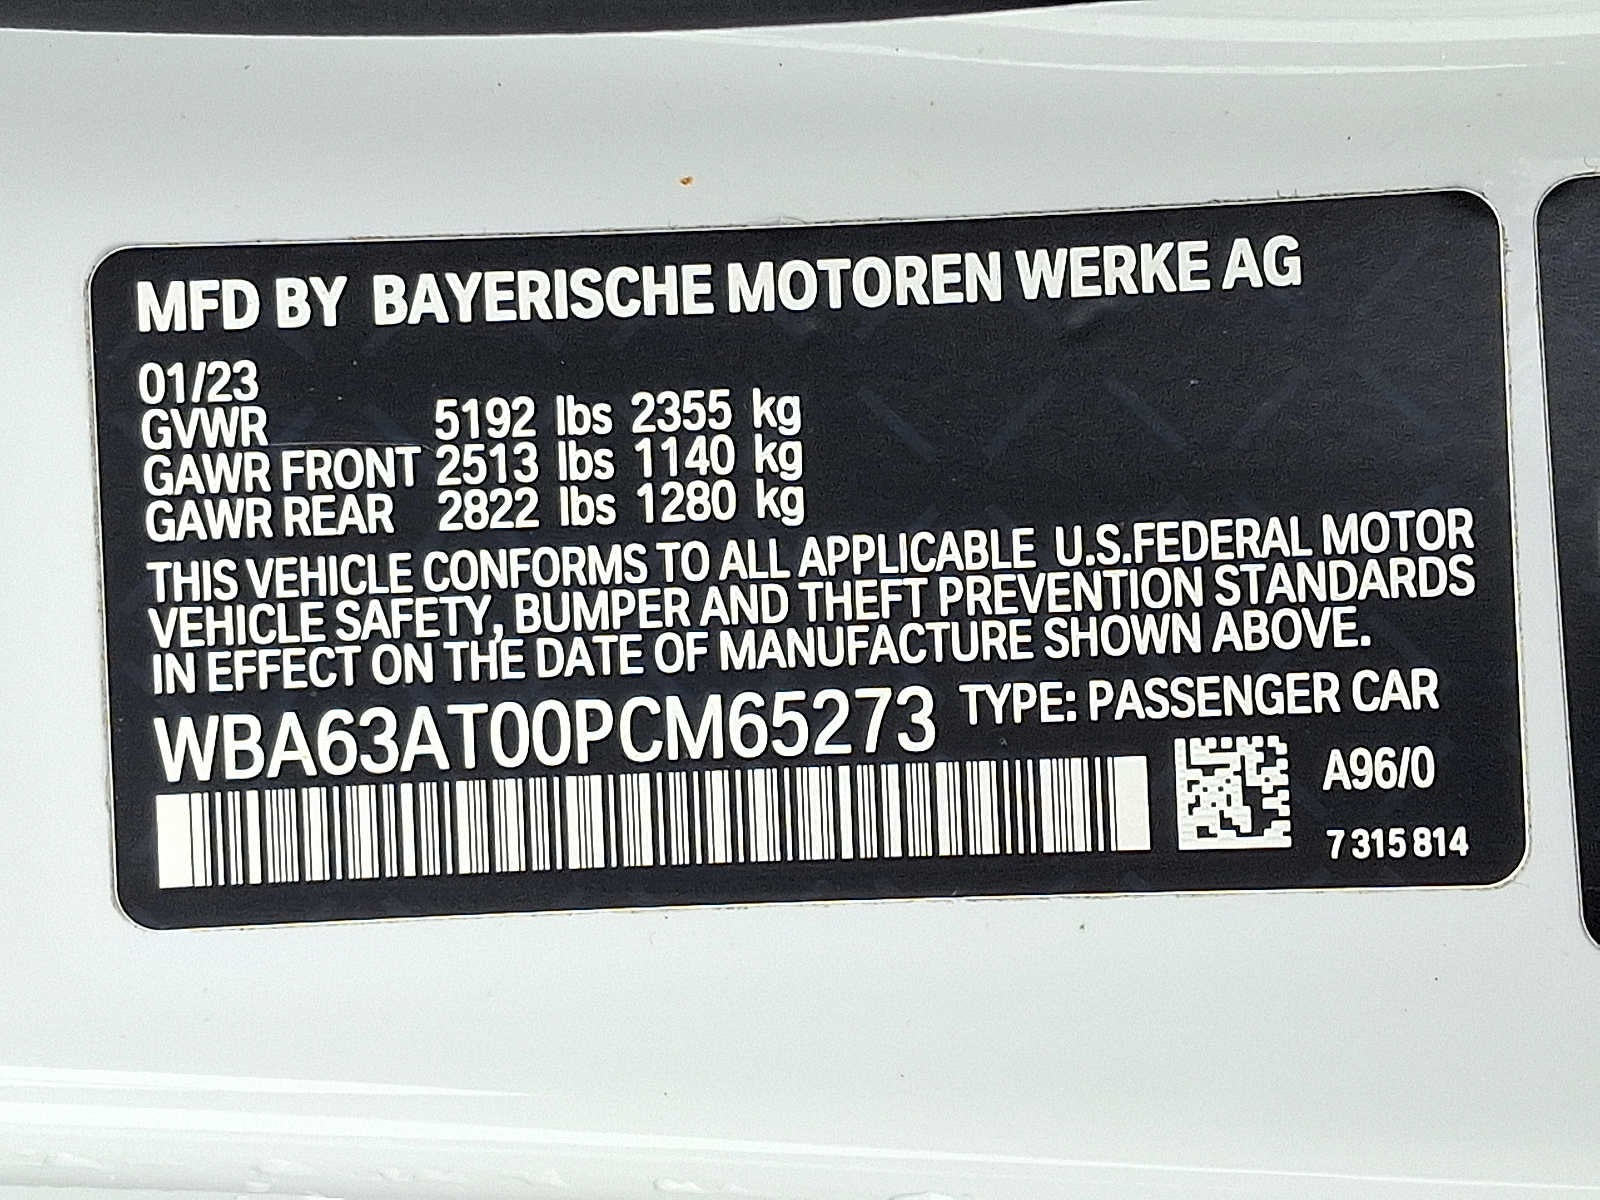 MFD BY BAYERISCHE MOTOREN WERKE AG
01/23
GVWR 5192 lbs 2355 kg
GAWR FRONT 2513 lbs 1140 kg
GAWR REAR 2822 lbs 1280 kg
THIS VEHICLE CONFORMS TO ALL APPLICABLE U.S.FEDERAL MOTOR
VEHICLE SAFETY, BUMPER AND THEFT PREVENTION STANDARDS
IN EFFECT ON THE DATE OF MANUFACTURE SHOWN ABOVE.
WBA63AT00PCM65273 TYPE: PASSENGER CAR
A96/0
7 315 814